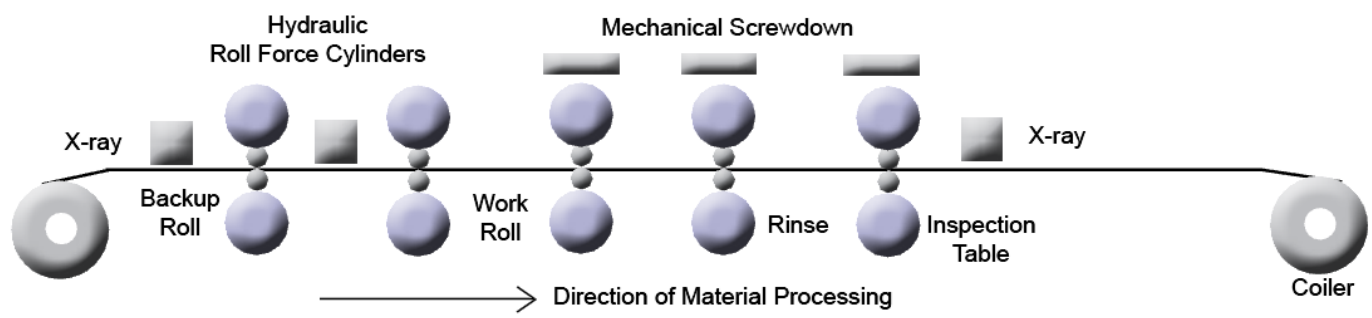 Hydraulic
Roll Force Cylinders
Mechanical Screwdown
X-ray
X-ray
Backup
Roll
Work
Roll
Rinse
Inspection
Table
Coiler
Direction of Material Processing